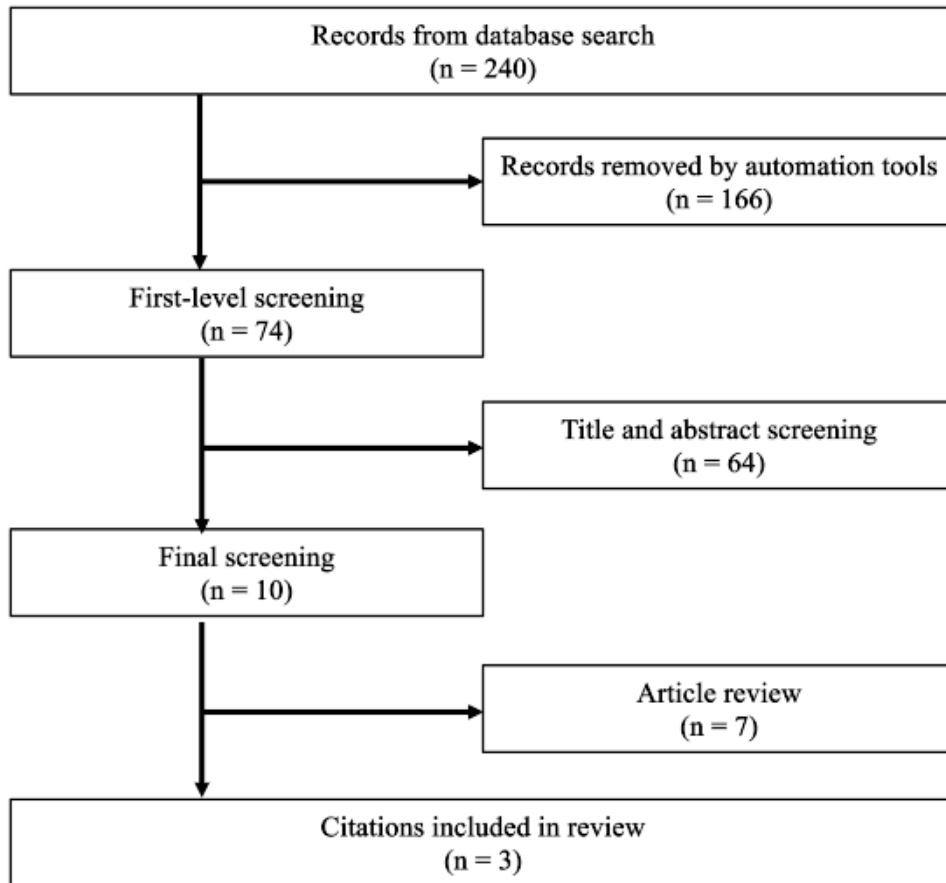 Records from database search
(n = 240)
Records removed by automation tools
(n = 166)
First-level screening
(n = 74)
Title and abstract screening
(n = 64)
Final screening
(n = 10)
Article review
(n = 7)
Citations included in review
(n = 3)